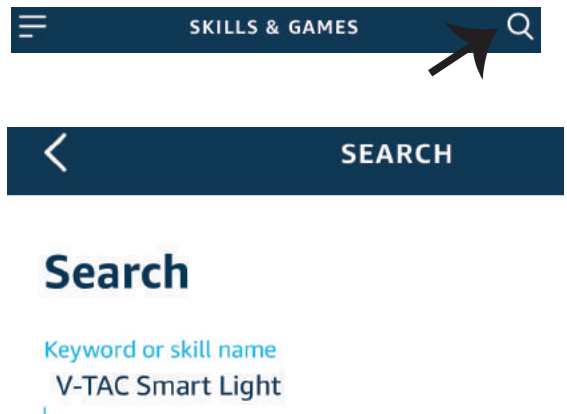 SKILLS & GAMES
SEARCH
Search
Keyword or skill name
V-TAC Smart Light